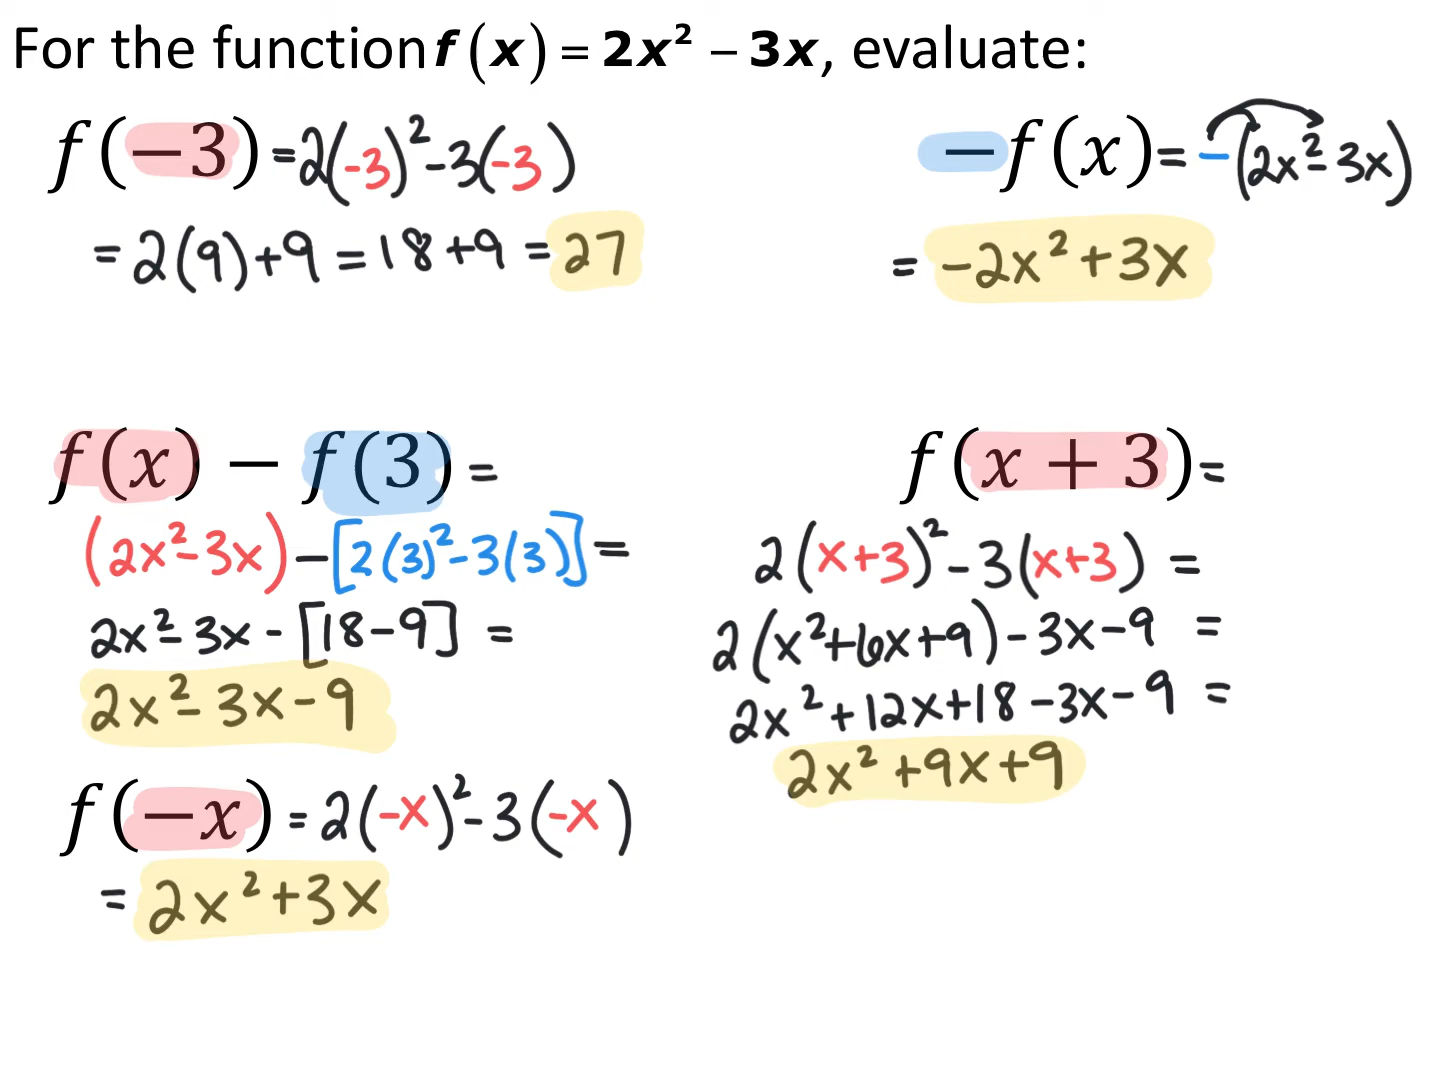 For the function f(x) = 2x² − 3x, evaluate:
f(−3) = 2(-3)² - 3(-3)
= 2(9) + 9 = 18 + 9 = 27
−f(x) = -(2x² - 3x)
= -2x² + 3x
f(x) − f(3) =
(2x² - 3x) - [2(3)² - 3(3)] =
2x² - 3x - [18 - 9] =
2x² - 3x - 9
f(−x) = 2(-x)² - 3(-x)
= 2x² + 3x
f(x + 3) =
2(x+3)² - 3(x+3) =
2(x² + 6x + 9) - 3x - 9 =
2x² + 12x + 18 - 3x - 9 =
2x² + 9x + 9